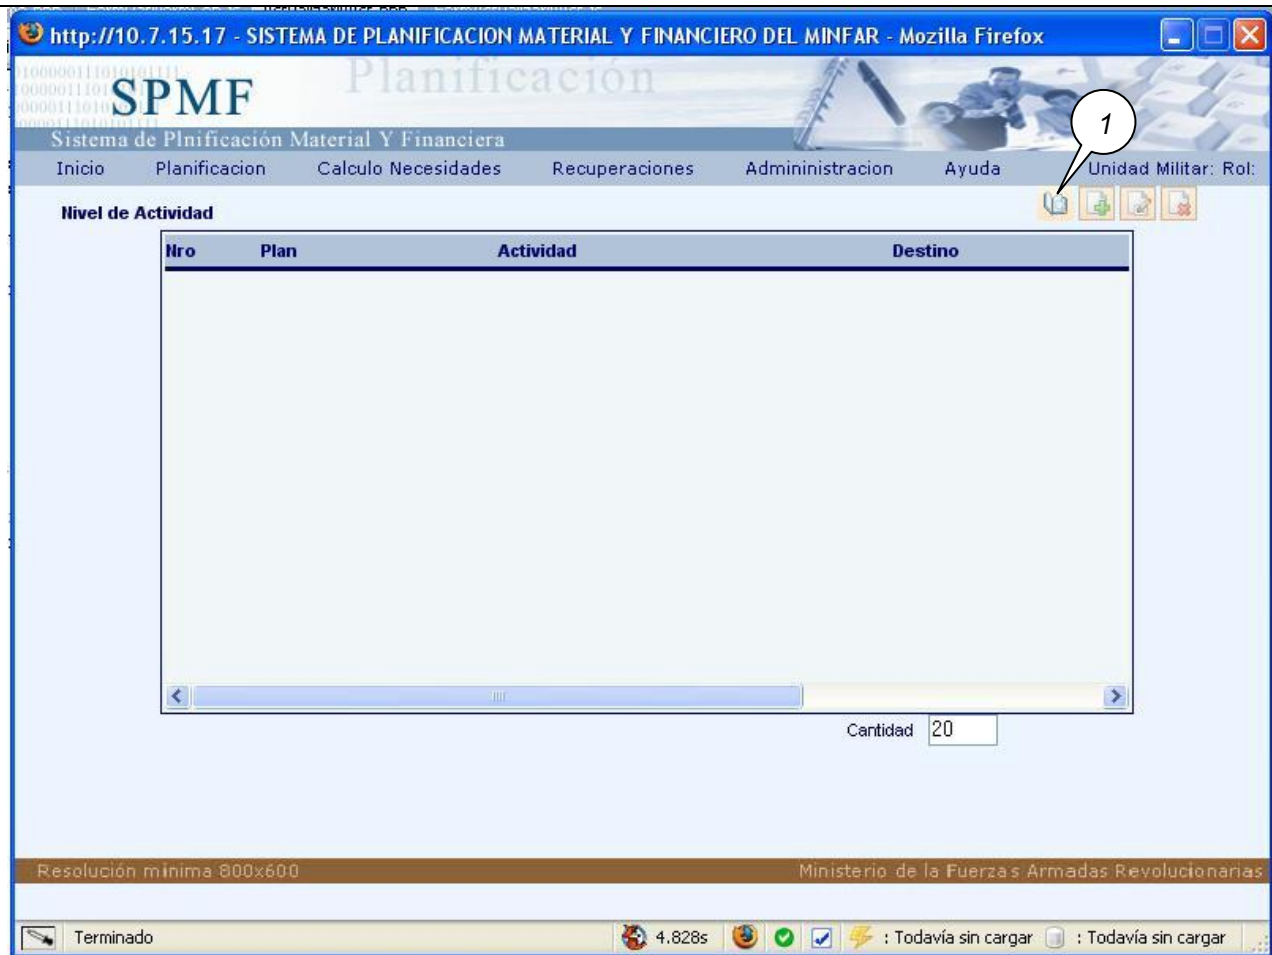 http://10.7.15.17 - SISTEMA DE PLANIFICACION MATERIAL Y FINANCIERO DEL MINFAR - Mozilla Firefox
Planificación
SPMF
Sistema de Plnificación Material Y Financiera
1
Inicio Planificacion Calculo Necesidades Recuperaciones Admininistracion Ayuda Unidad Militar: Rol:
Nivel de Actividad
Nro Plan Actividad Destino
Cantidad 20
Resolución minima 800x600 Ministerio de la Fuerzas Armadas Revolucionarias
Terminado 4.828s : Todavía sin cargar : Todavía sin cargar